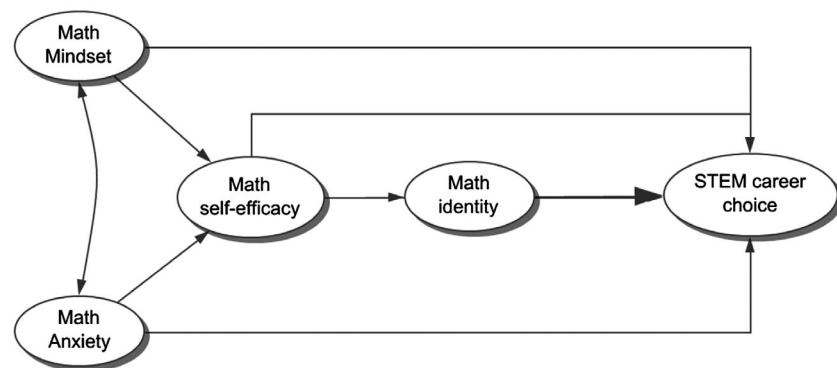 Math
Mindset
Math
self-efficacy
Math
identity
STEM career
choice
Math
Anxiety